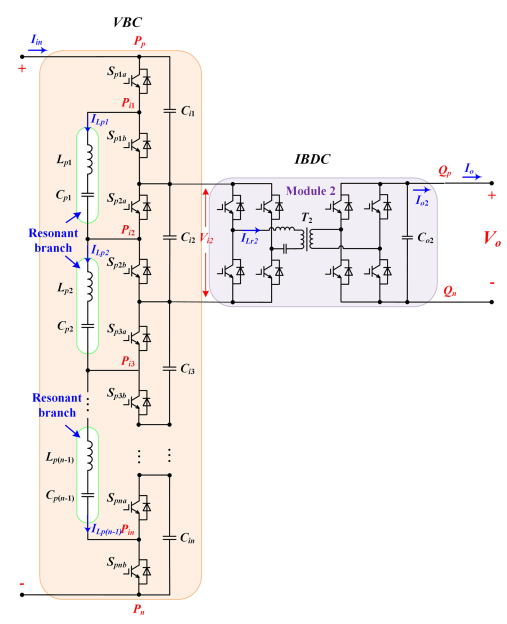 VBC
I_in
P_p
+
S_p1a
P_i1
C_i1
I_Lp1
S_p1b
L_p1
C_p1
IBDC
Module 2
Q_p
I_o
S_p2a
T_2
I_o2
+
Resonant
branch
P_i2
V_i2
C_i2
I_Lr2
C_o2
V_o
I_Lp2
S_p2b
L_p2
-
Q_n
C_p2
S_p3a
P_i3
C_i3
Resonant
branch
S_p3b
L_p(n-1)
C_p(n-1)
S_pna
I_Lp(n-1)
P_in
C_in
S_pnb
-
P_n